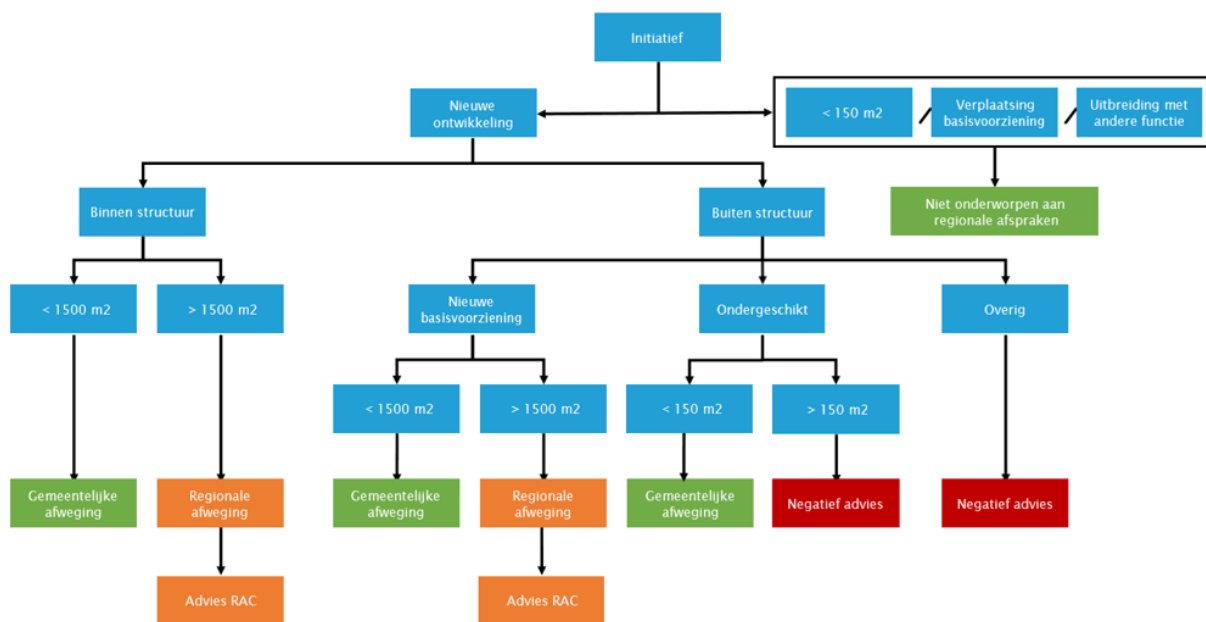 Initiatief
Nieuwe
ontwikkeling
< 150 m2
/
Verplaatsing
basisvoorziening
/
Uitbreiding met
andere functie
Niet onderworpen aan
regionale afspraken
Binnen structuur
Buiten structuur
< 1500 m2
> 1500 m2
Nieuwe
basisvoorziening
Ondergeschikt
Overig
< 1500 m2
> 1500 m2
< 150 m2
> 150 m2
Gemeentelijke
afweging
Regionale
afweging
Gemeentelijke
afweging
Regionale
afweging
Gemeentelijke
afweging
Negatief advies
Negatief advies
Advies RAC
Advies RAC